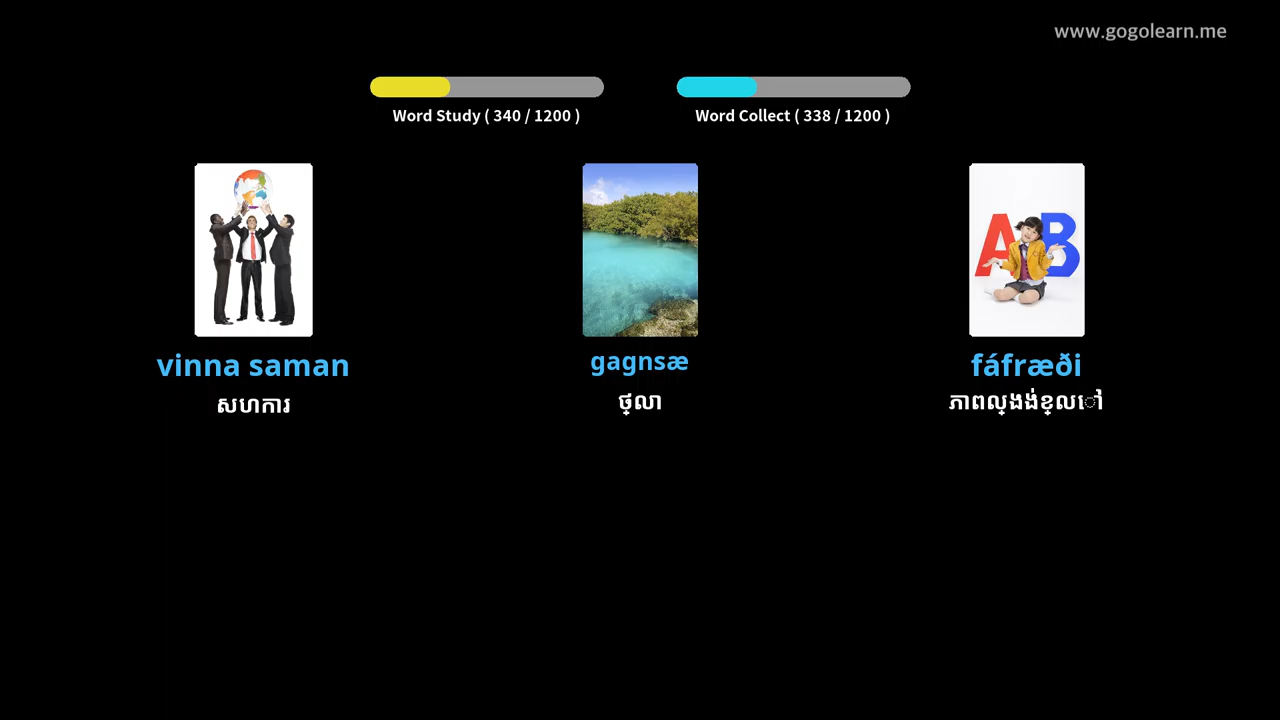 www.gogolearn.me
Word Study ( 340 / 1200 )
Word Collect ( 338 / 1200 )
vinna saman
gagnsæ
fáfræði
សហការ
ថ្លា
ភាពល្ងង់ខ្លៅ